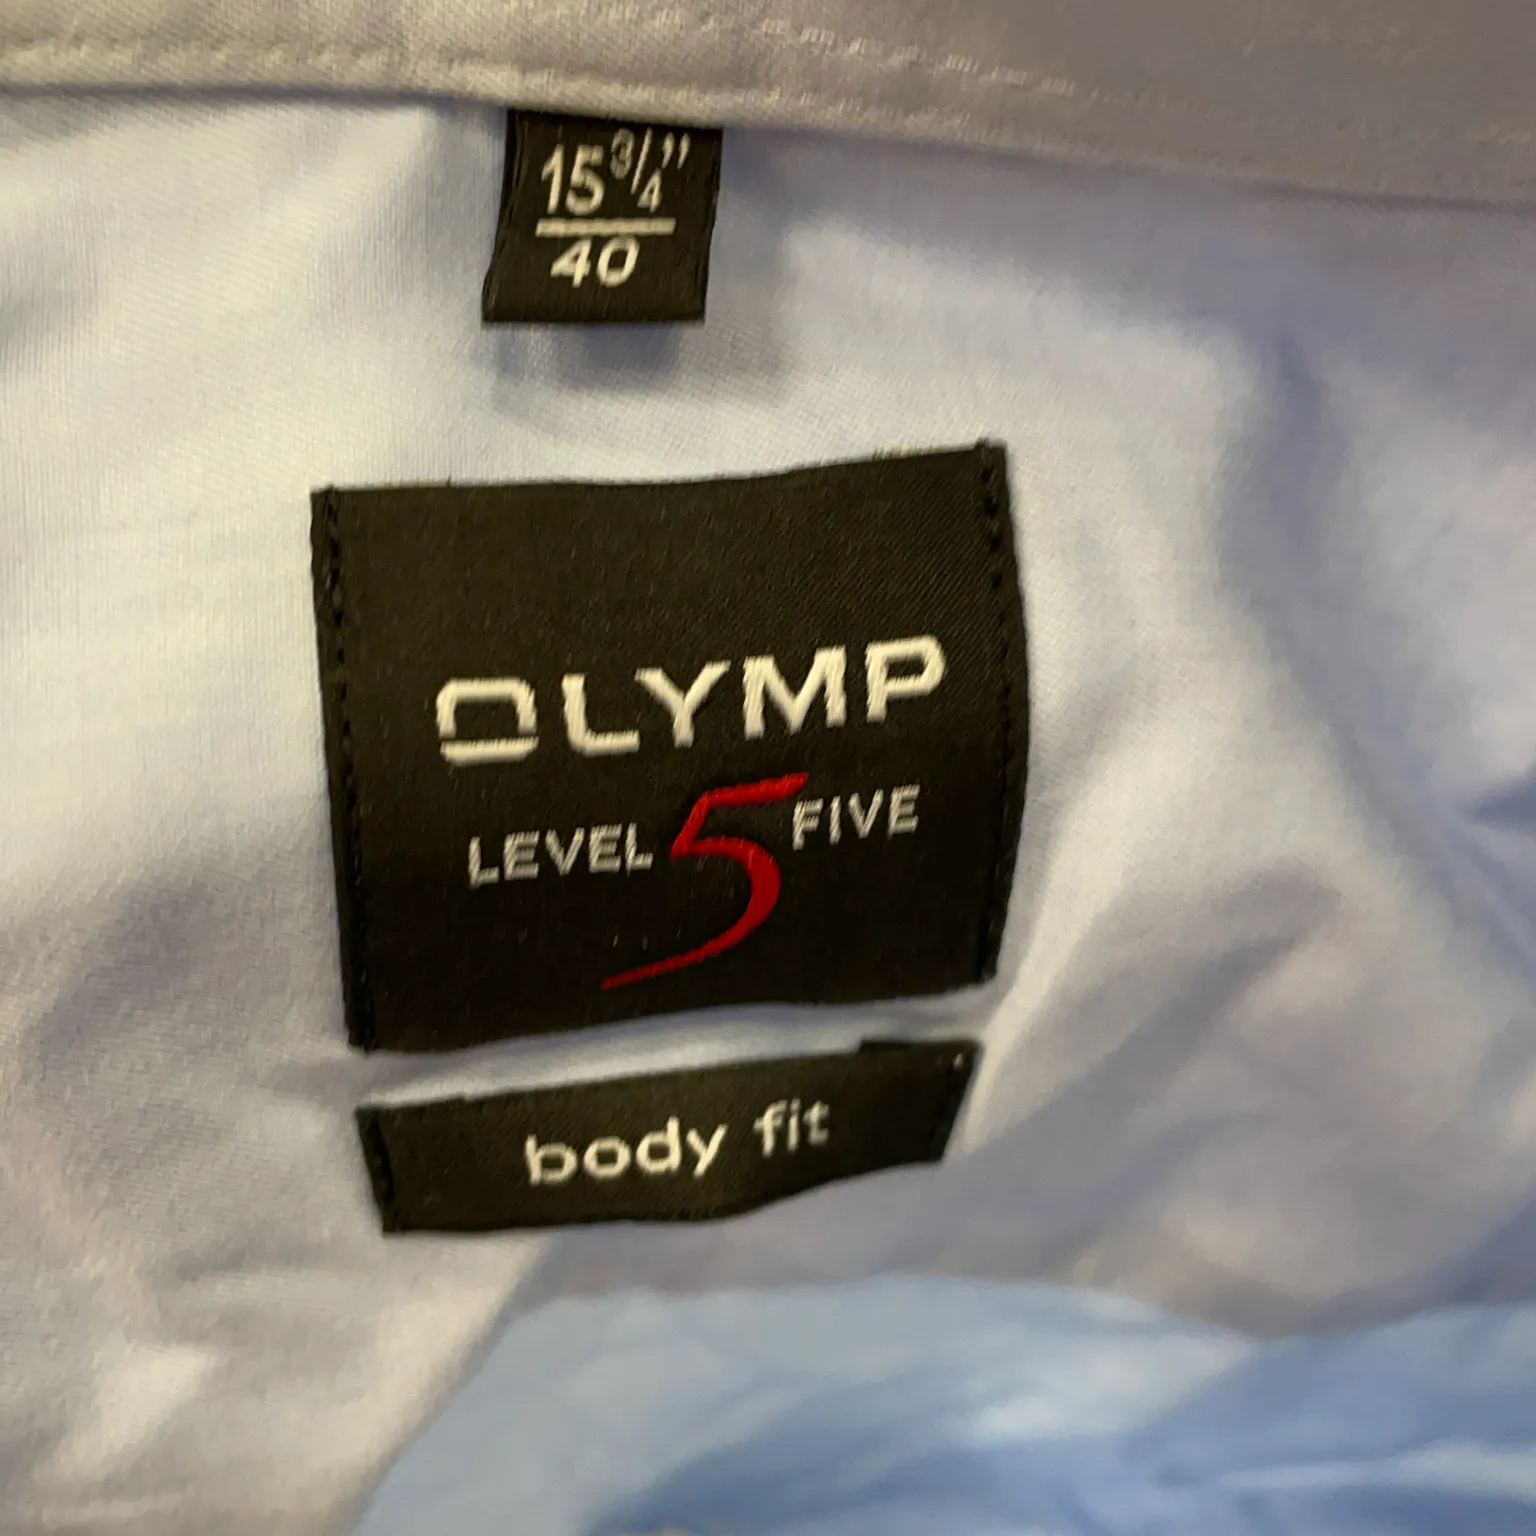 15 3/4"
40
OLYMP
LEVEL 5 FIVE
body fit